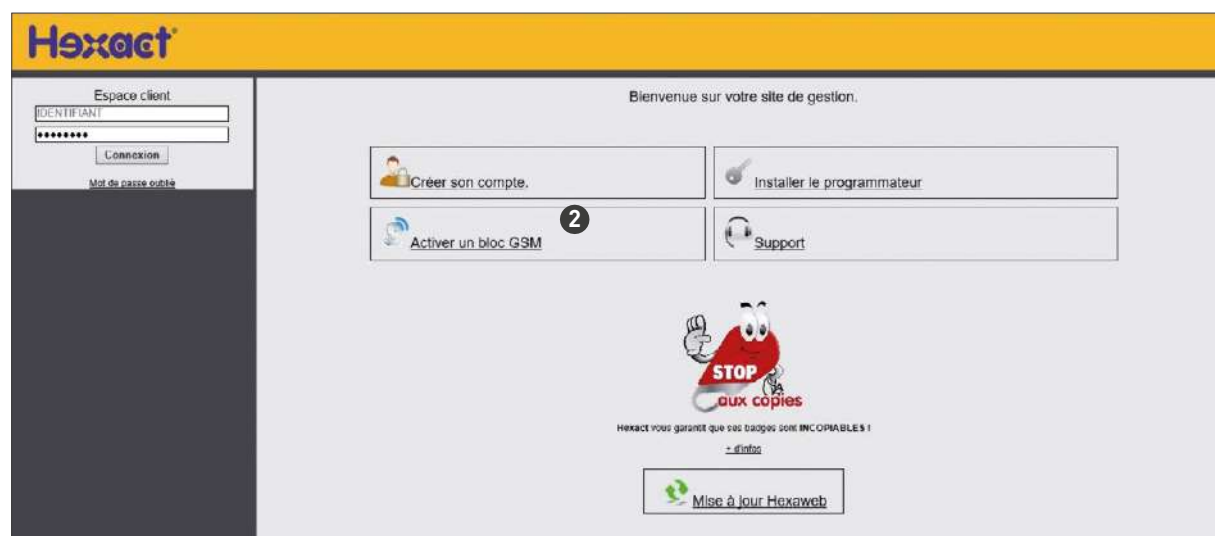 Hexact®
Espace client
IDENTIFIANT
••••••••
Connexion
Mot de passe oublié
Bienvenue sur votre site de gestion.
Créer son compte.
Installer le programmateur
Activer un bloc GSM
2
Support
STOP
aux copies
Hexact vous garantit que ses badges sont INCOPIABLES !
+ d'infos
Mise à jour Hexaweb